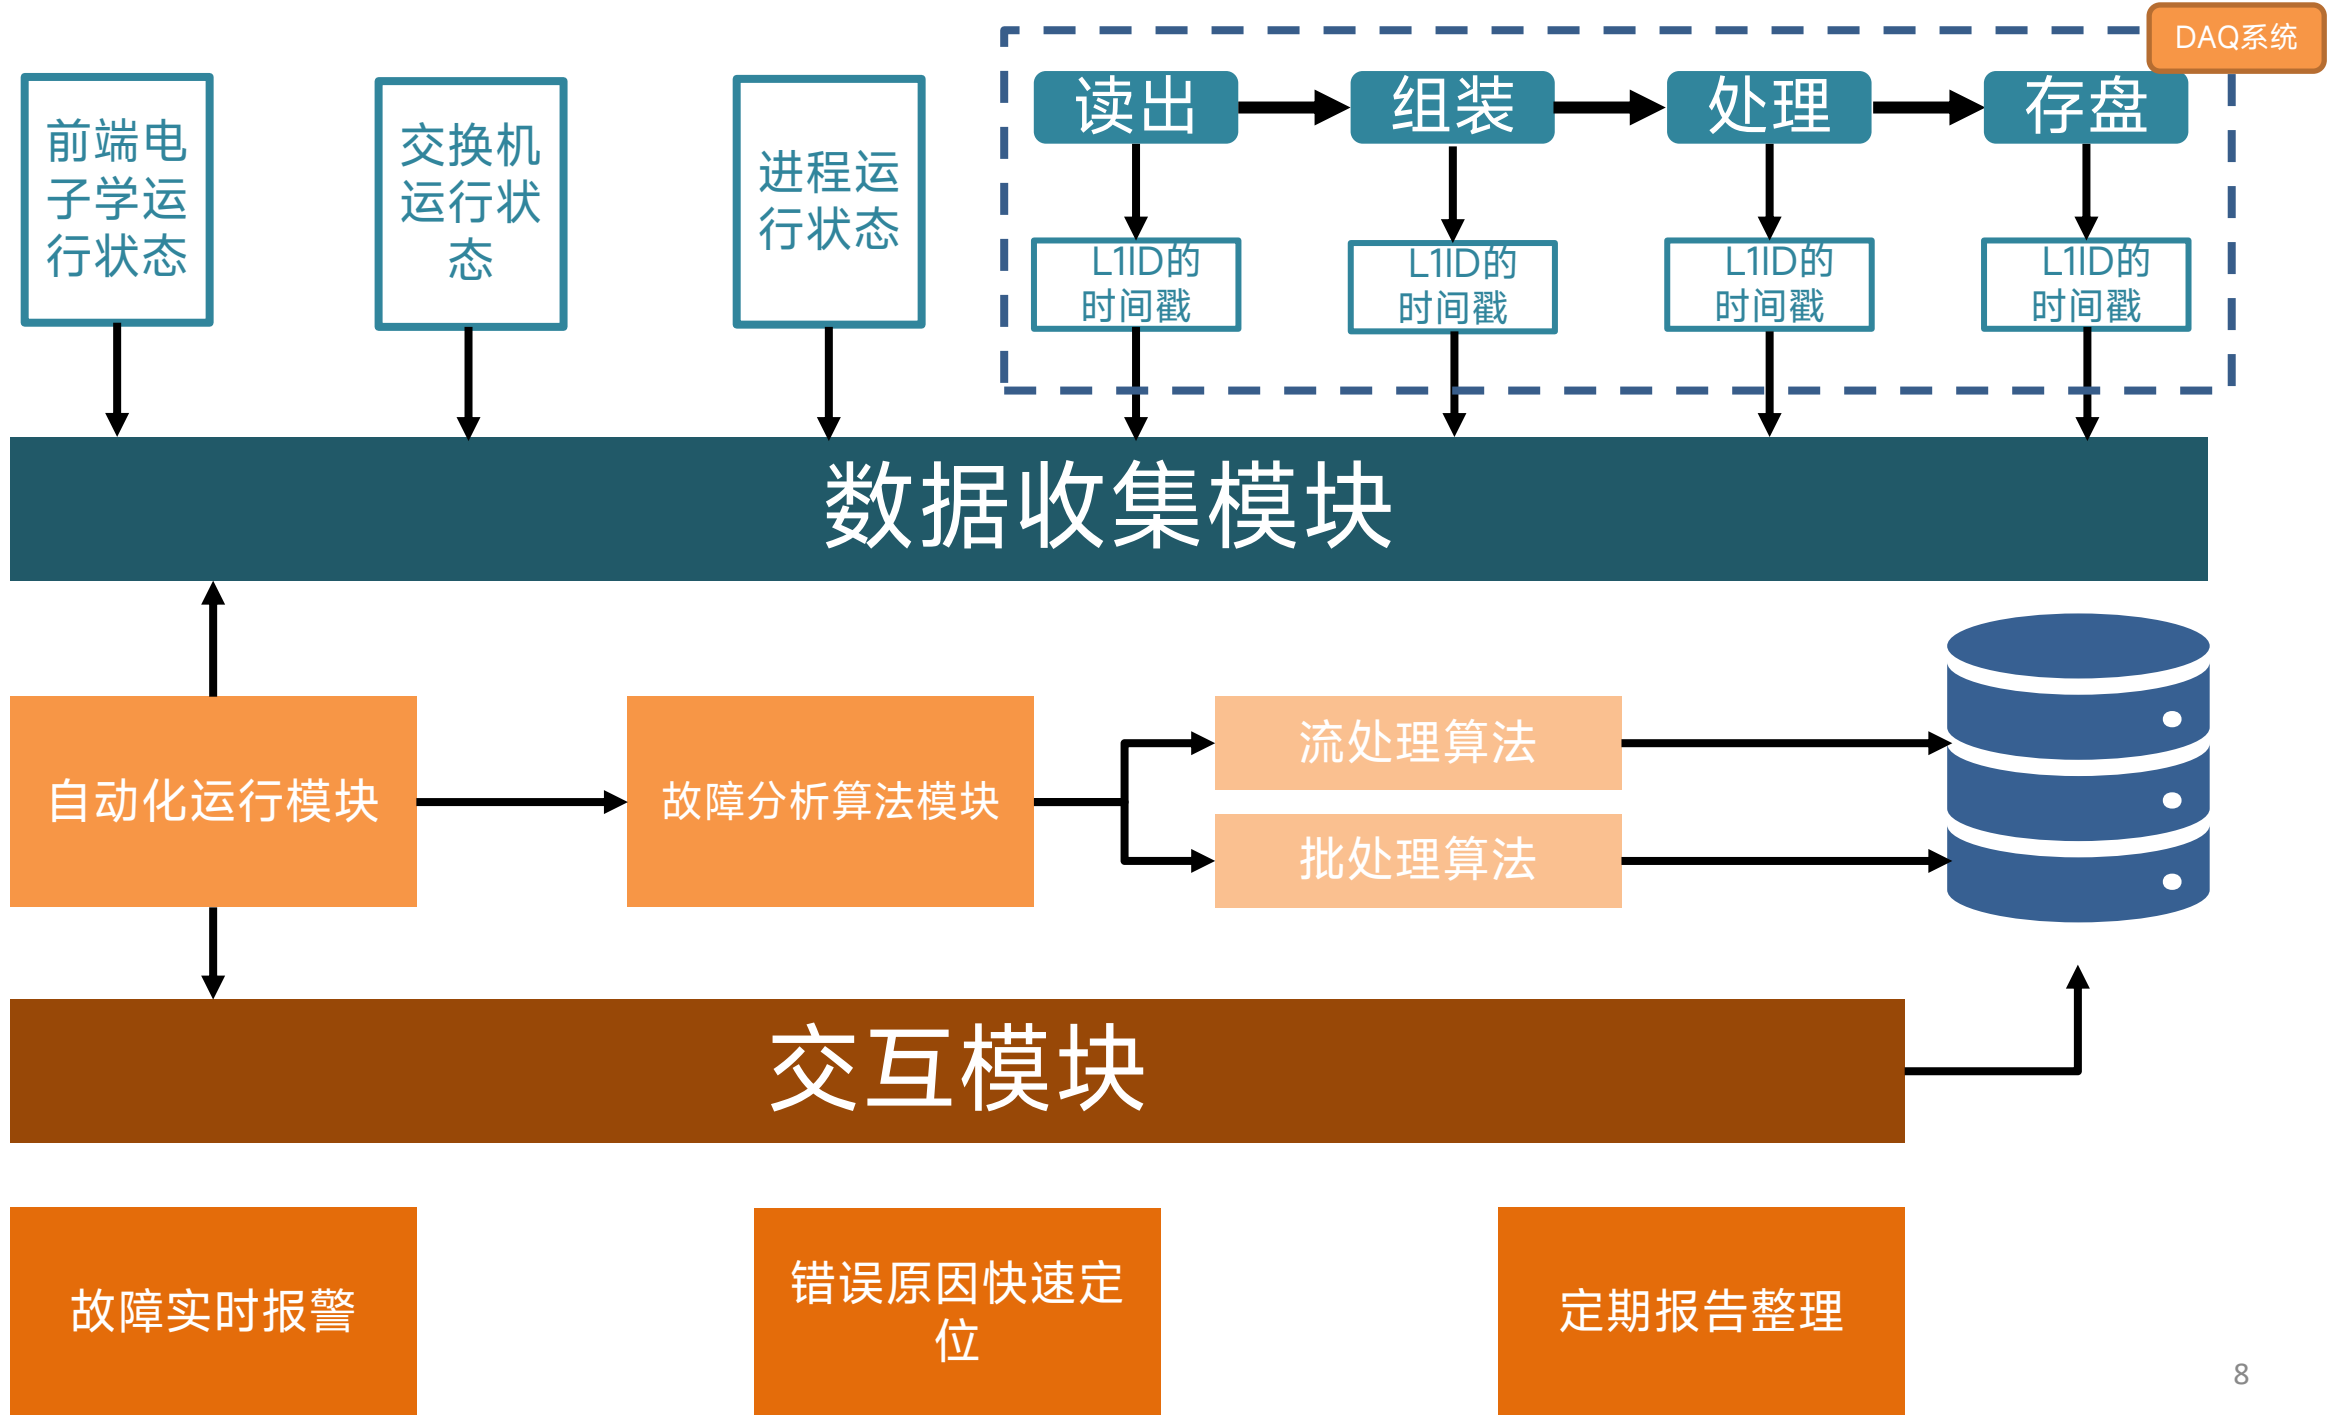 DAQ系统
读出
组装
处理
存盘
前端电
子学运
行状态
交换机
运行状
态
进程运
行状态
L1ID的
时间戳
L1ID的
时间戳
L1ID的
时间戳
L1ID的
时间戳
数据收集模块
自动化运行模块
故障分析算法模块
流处理算法
批处理算法
交互模块
故障实时报警
错误原因快速定
位
定期报告整理
8